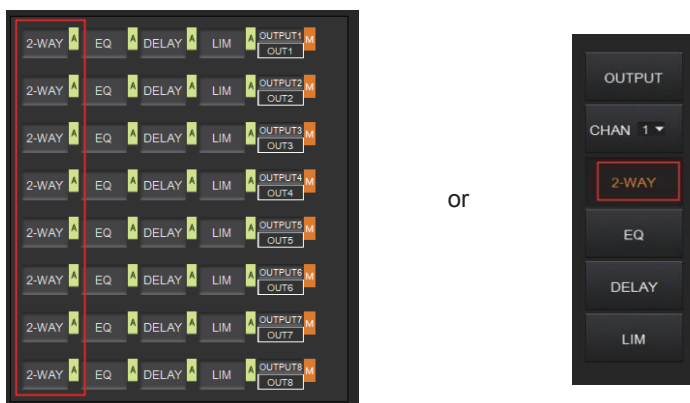 2-WAY A EQ A DELAY A LIM A OUTPUT1 M
OUT1
2-WAY A EQ A DELAY A LIM A OUTPUT2 M
OUT2
2-WAY A EQ A DELAY A LIM A OUTPUT3 M
OUT3
2-WAY A EQ A DELAY A LIM A OUTPUT4 M
OUT4
2-WAY A EQ A DELAY A LIM A OUTPUT5 M
OUT5
2-WAY A EQ A DELAY A LIM A OUTPUT6 M
OUT6
2-WAY A EQ A DELAY A LIM A OUTPUT7 M
OUT7
2-WAY A EQ A DELAY A LIM A OUTPUT8 M
OUT8
or
OUTPUT
CHAN 1
2-WAY
EQ
DELAY
LIM